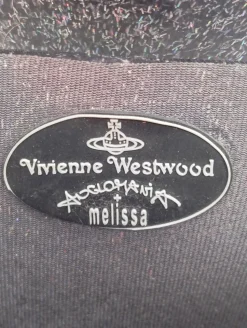 Vivienne Westwood
ANGLOMANIA
+
melissa